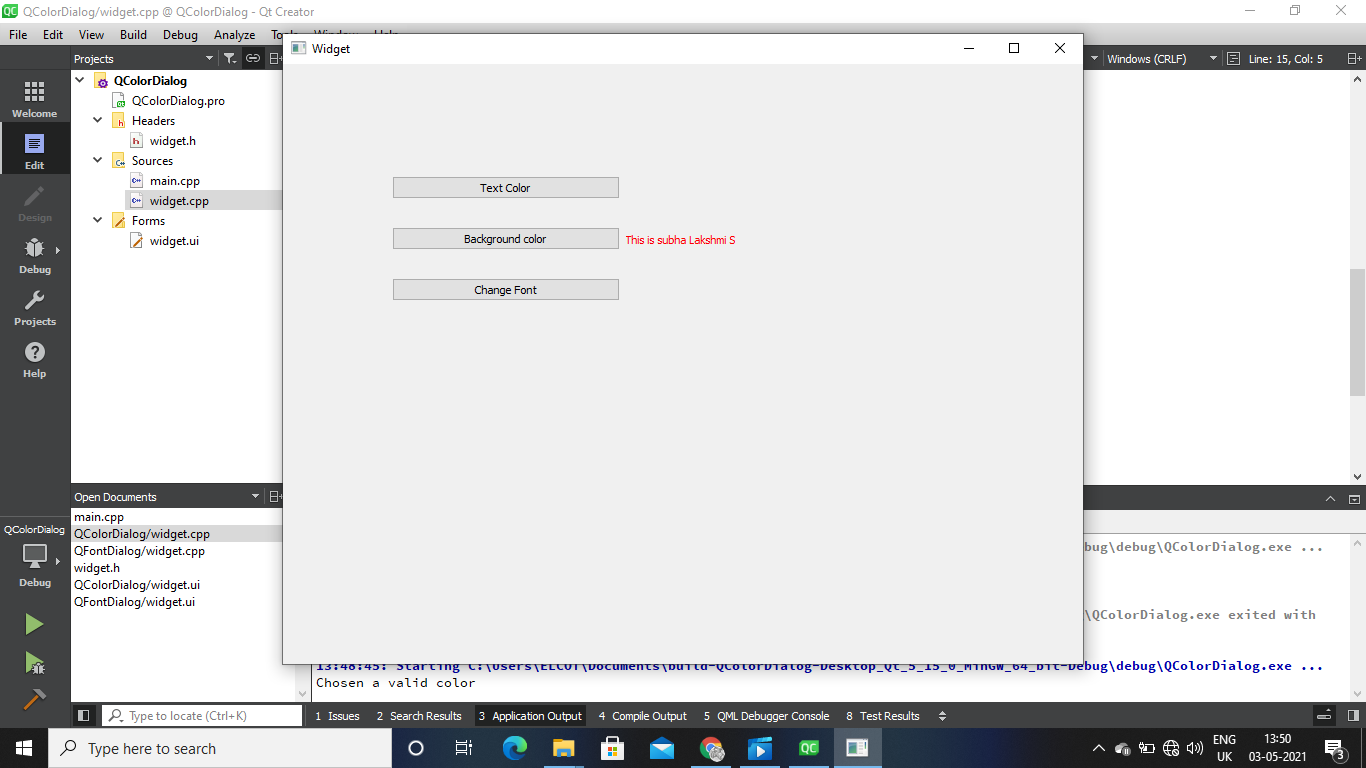 QColorDialog/widget.cpp @ QColorDialog - Qt Creator
File Edit View Build Debug Analyze
Widget
Projects
Windows (CRLF)
Line: 15, Col: 5
QColorDialog
QColorDialog.pro
Headers
widget.h
Sources
main.cpp
widget.cpp
Forms
widget.ui
Welcome
Edit
Design
Debug
Projects
Help
Text Color
Background color
This is subha Lakshmi S
Change Font
Open Documents
main.cpp
QColorDialog/widget.cpp
QFontDialog/widget.cpp
widget.h
QColorDialog/widget.ui
QFontDialog/widget.ui
QColorDialog
Debug
bug\debug\QColorDialog.exe ...
\QColorDialog.exe exited with
13:48:45: Starting C:\Users\ELCOT\Documents\build-QColorDialog-Desktop_Qt_5_15_0_MinGW_64_bit-Debug\debug\QColorDialog.exe ...
Chosen a valid color
Type to locate (Ctrl+K)
1 Issues 2 Search Results 3 Application Output 4 Compile Output 5 QML Debugger Console 8 Test Results
Type here to search
ENG
UK
13:50
03-05-2021
3